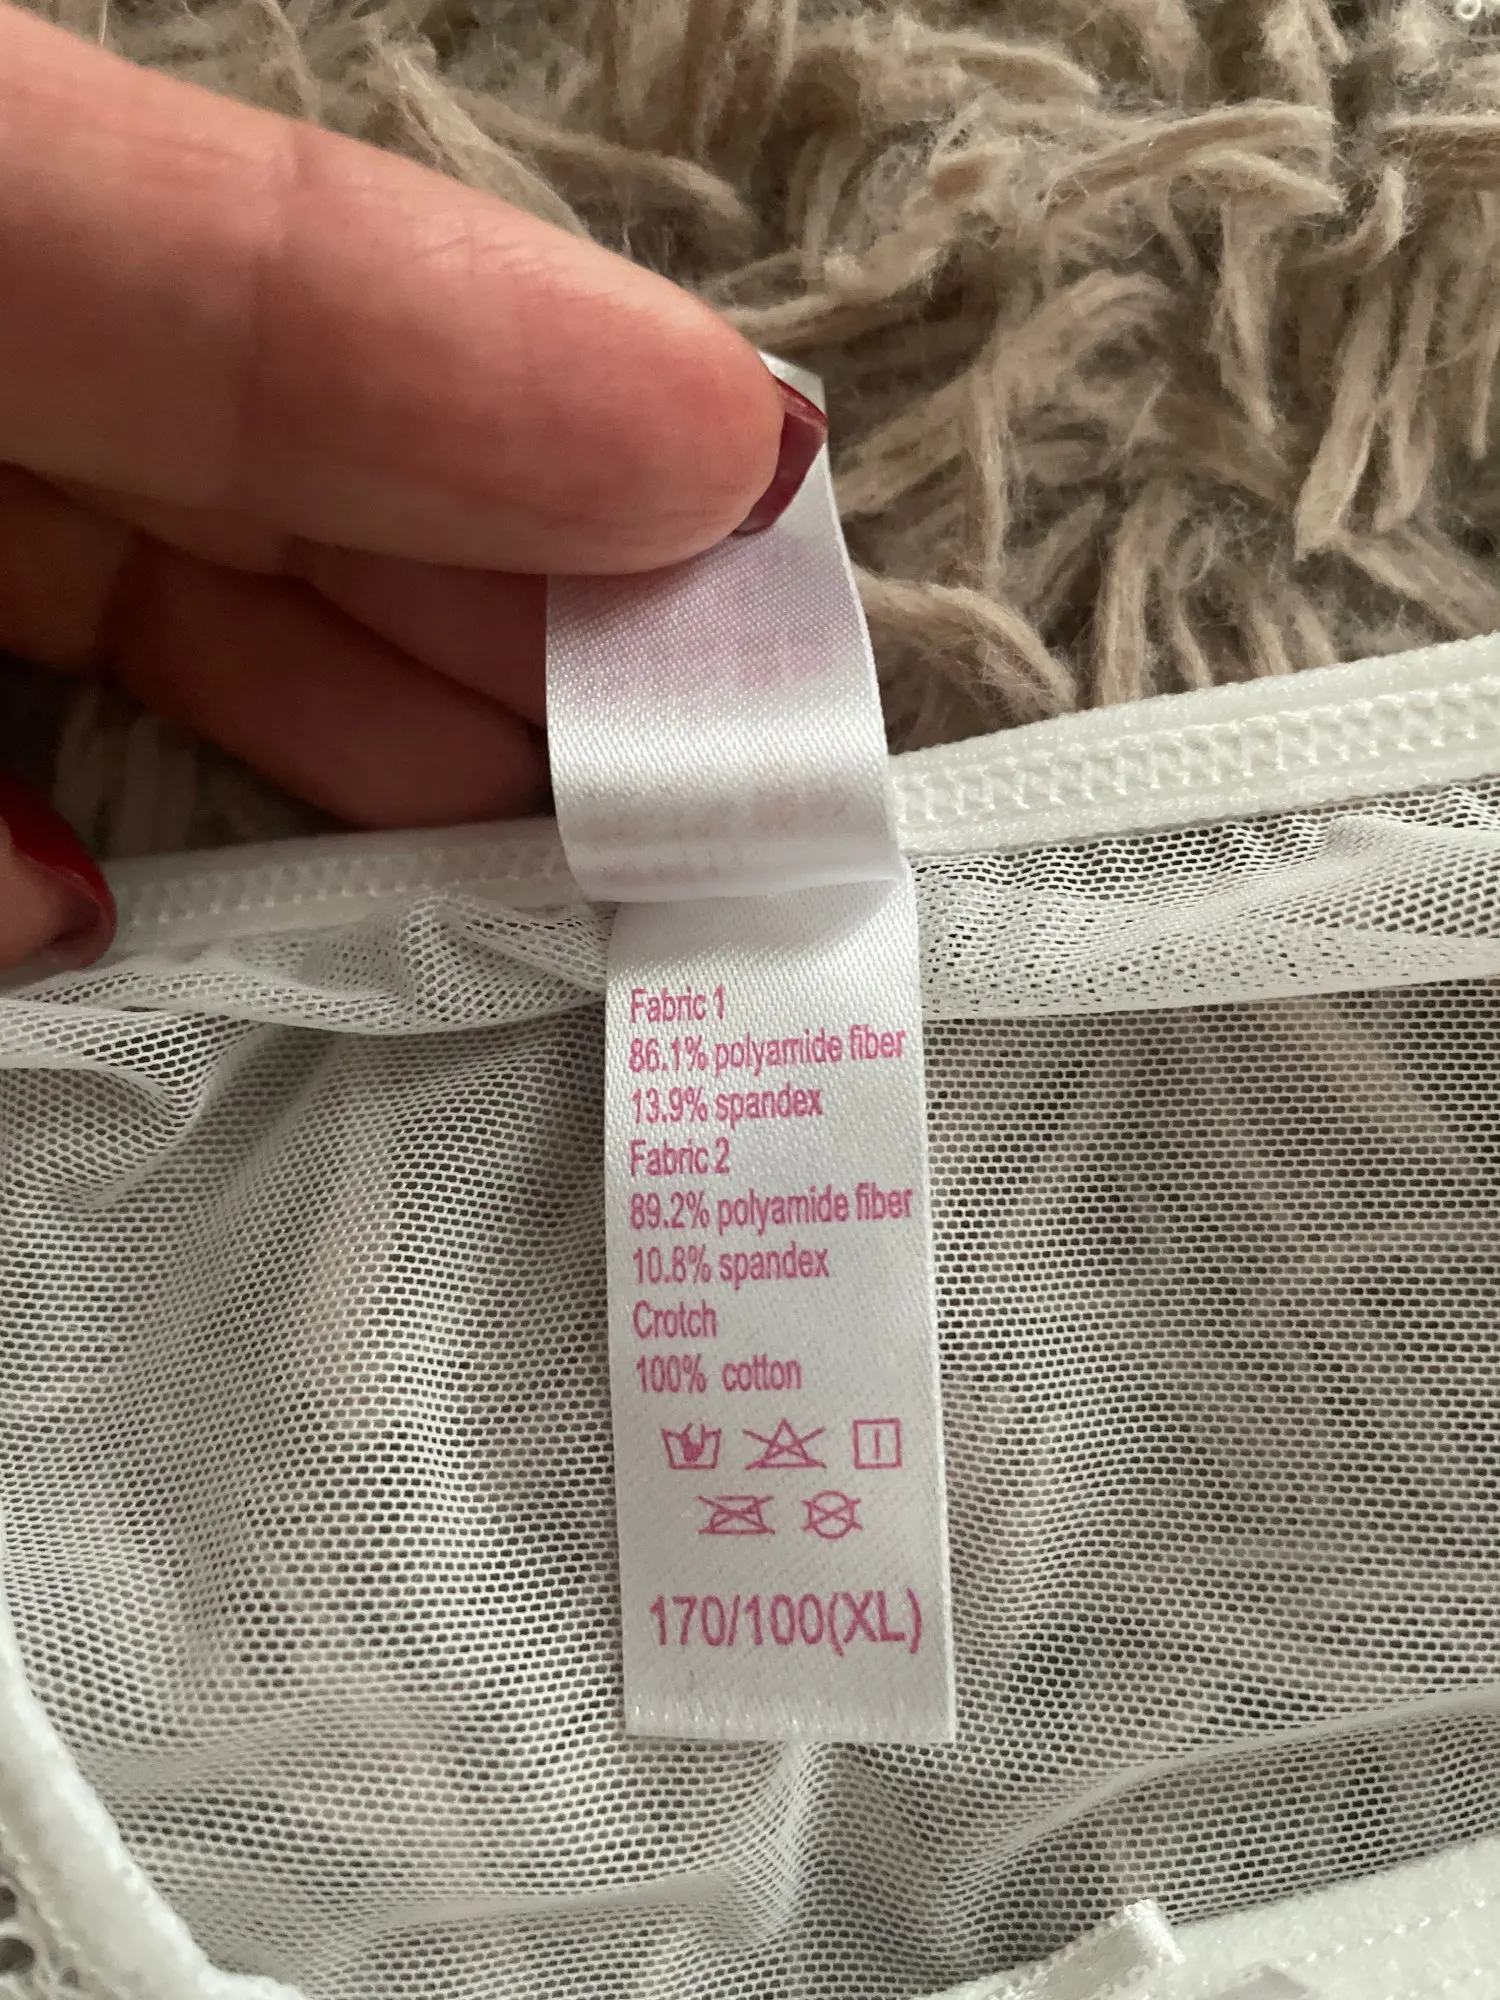 Fabric 1
86.1% polyamide fiber
13.9% spandex
Fabric 2
89.2% polyamide fiber
10.8% spandex
Crotch
100% cotton
170/100(XL)